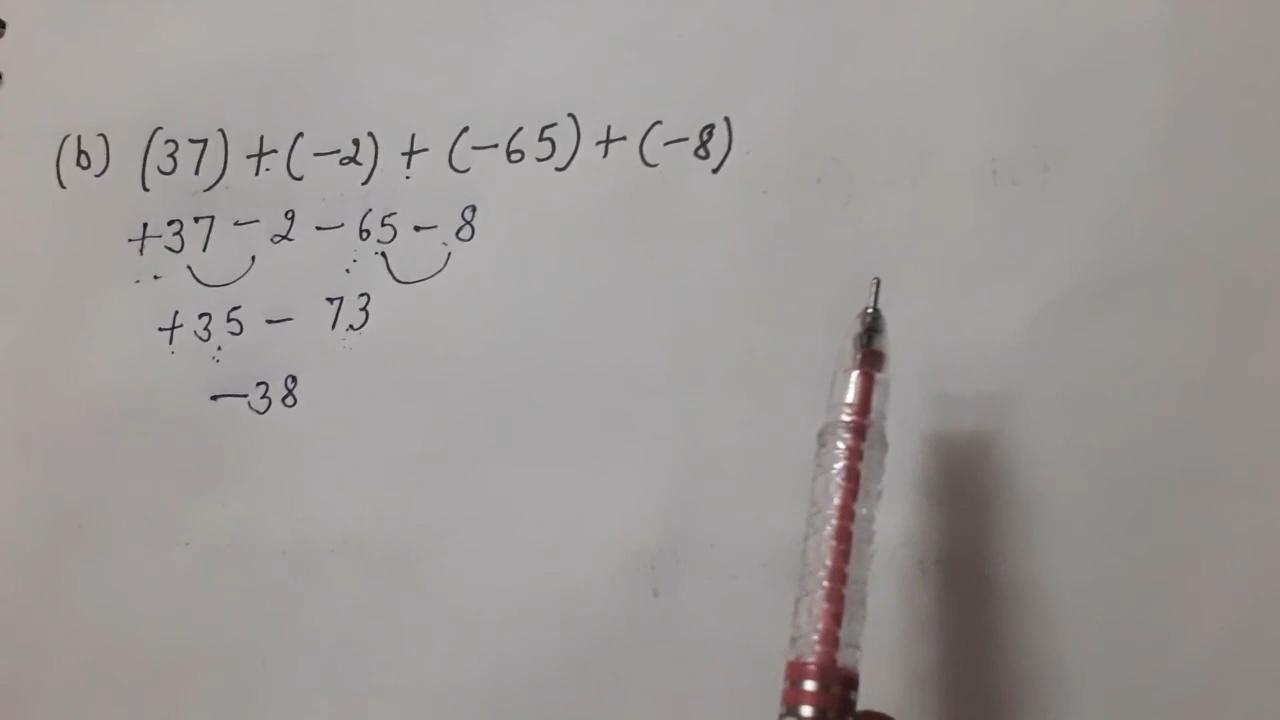 (b) (37) + (-2) + (-65) + (-8)
+37 - 2 - 65 - 8
+35 - 73
-38